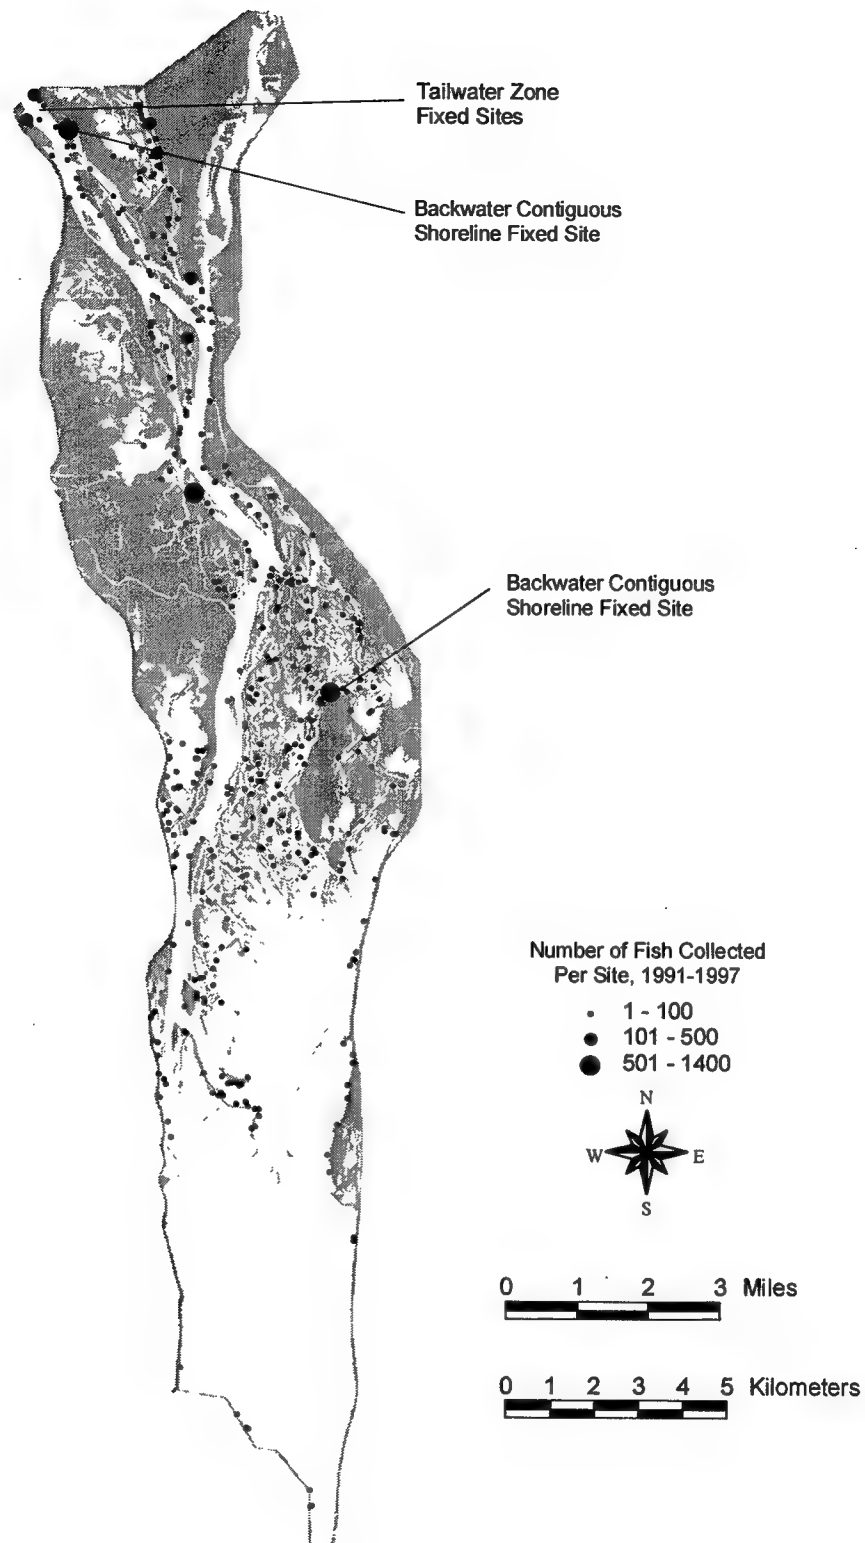 Tailwater Zone
Fixed Sites
Backwater Contiguous
Shoreline Fixed Site
Backwater Contiguous
Shoreline Fixed Site
Number of Fish Collected
Per Site, 1991-1997
1 - 100
101 - 500
501 - 1400
N
W E
S
0 1 2 3 Miles
0 1 2 3 4 5 Kilometers